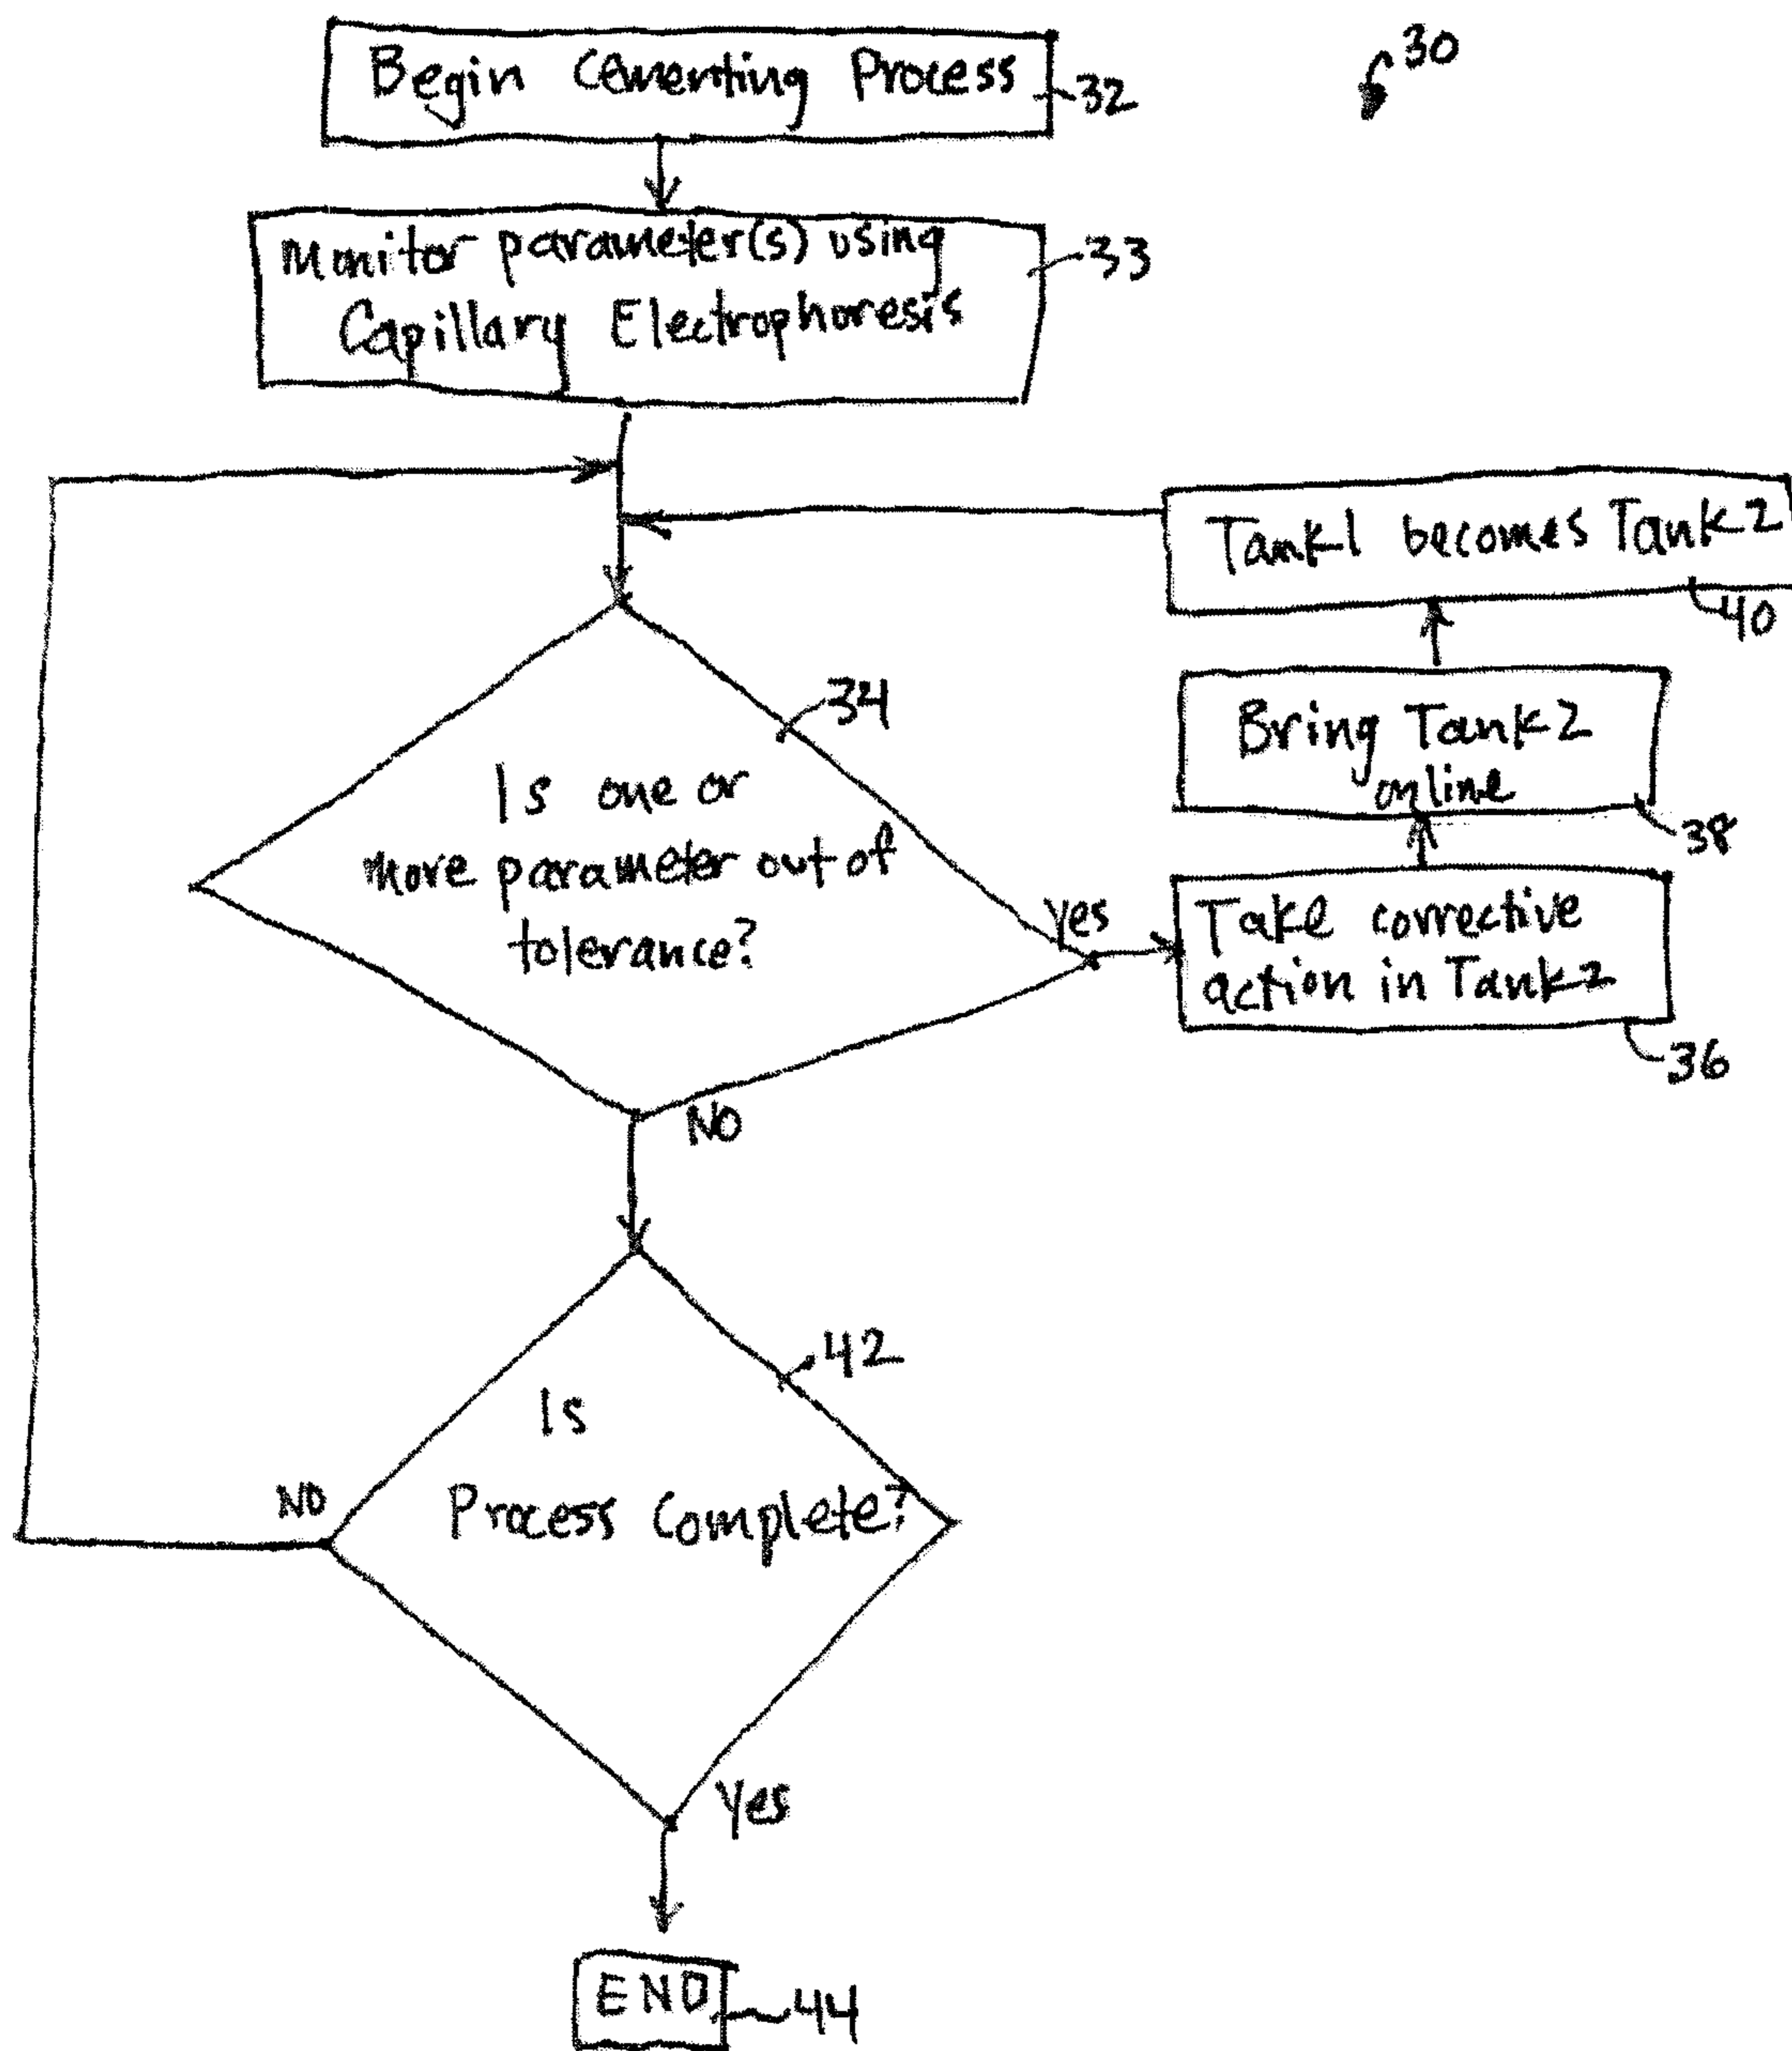 Begin Cementing Process
32
30
Monitor parameter(s) using
Capillary Electrophoresis
33
Tank1 becomes Tank2
40
Bring Tank2
online
38
34
Is one or
more parameter out of
tolerance?
Yes
Take corrective
action in Tank2
36
NO
42
Is
Process Complete?
NO
Yes
END
44